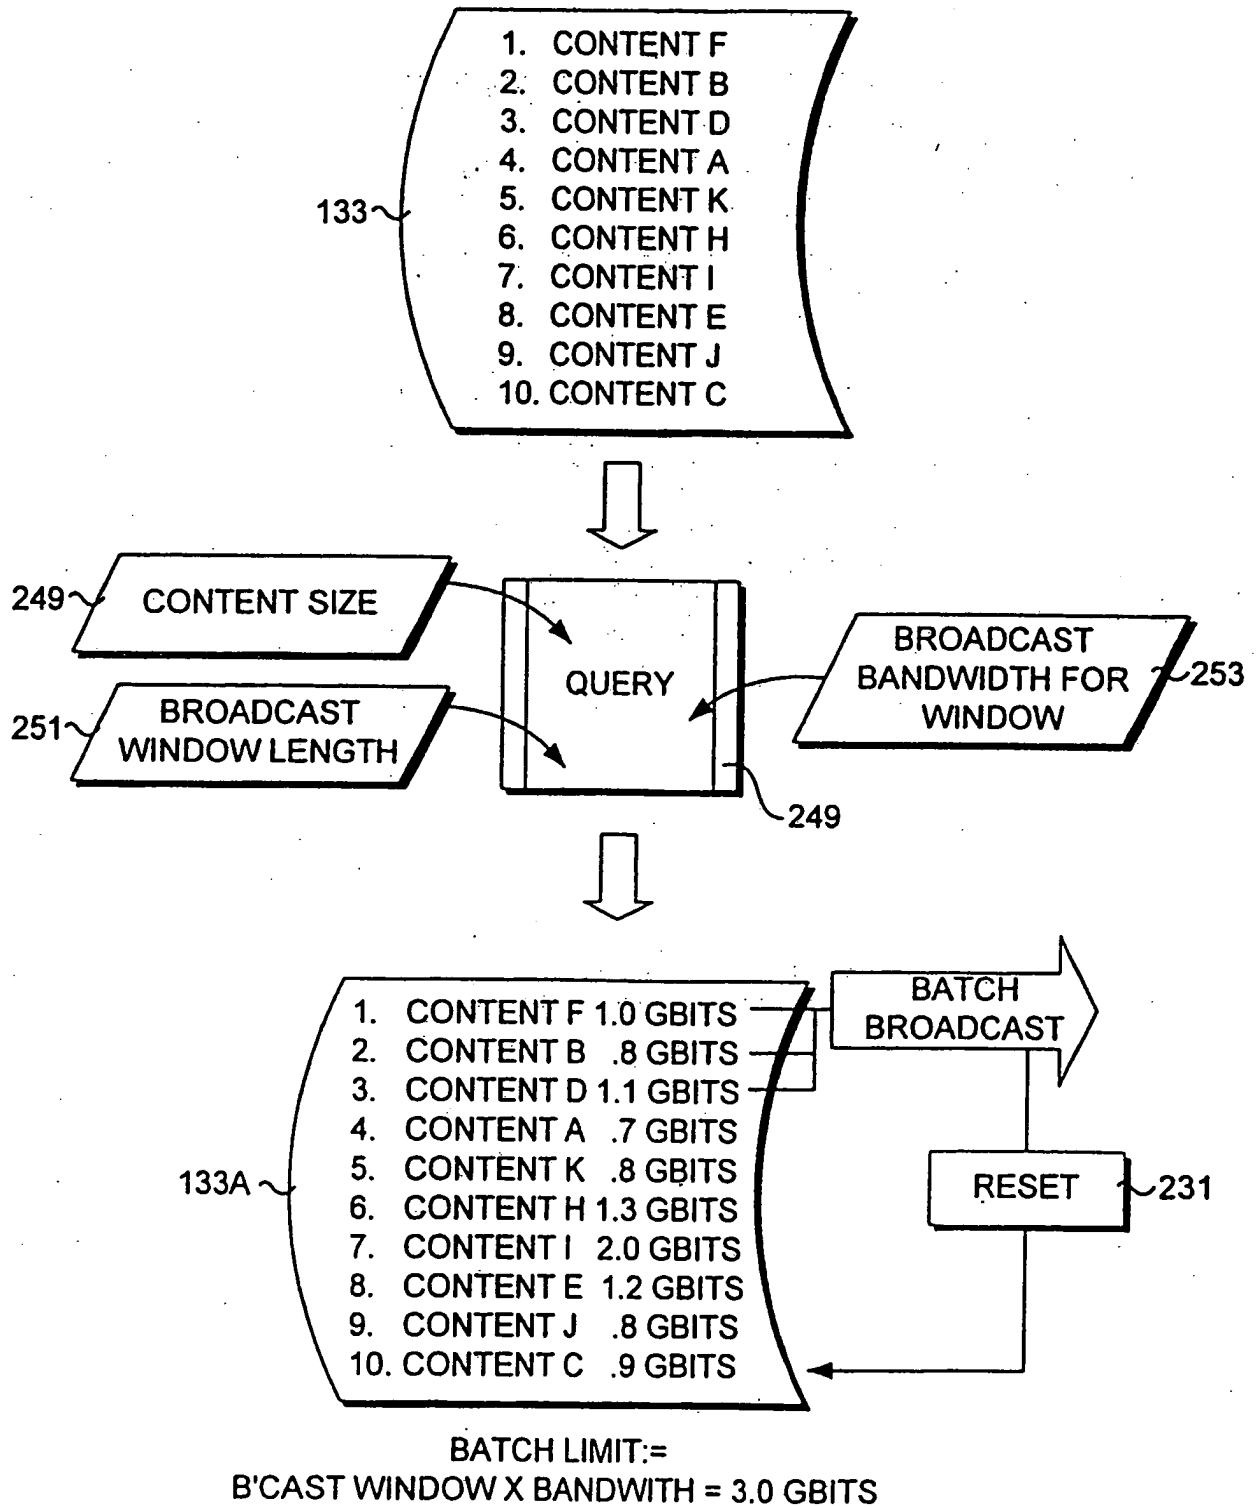 1. CONTENT F
2. CONTENT B
3. CONTENT D
4. CONTENT A
5. CONTENT K
6. CONTENT H
7. CONTENT I
8. CONTENT E
9. CONTENT J
10. CONTENT C
133
249
CONTENT SIZE
251
BROADCAST
WINDOW LENGTH
QUERY
BROADCAST
BANDWIDTH FOR
WINDOW
253
249
1. CONTENT F 1.0 GBITS
2. CONTENT B .8 GBITS
3. CONTENT D 1.1 GBITS
4. CONTENT A .7 GBITS
5. CONTENT K .8 GBITS
6. CONTENT H 1.3 GBITS
7. CONTENT I 2.0 GBITS
8. CONTENT E 1.2 GBITS
9. CONTENT J .8 GBITS
10. CONTENT C .9 GBITS
133A
BATCH
BROADCAST
RESET
231
BATCH LIMIT:=
B'CAST WINDOW X BANDWITH = 3.0 GBITS